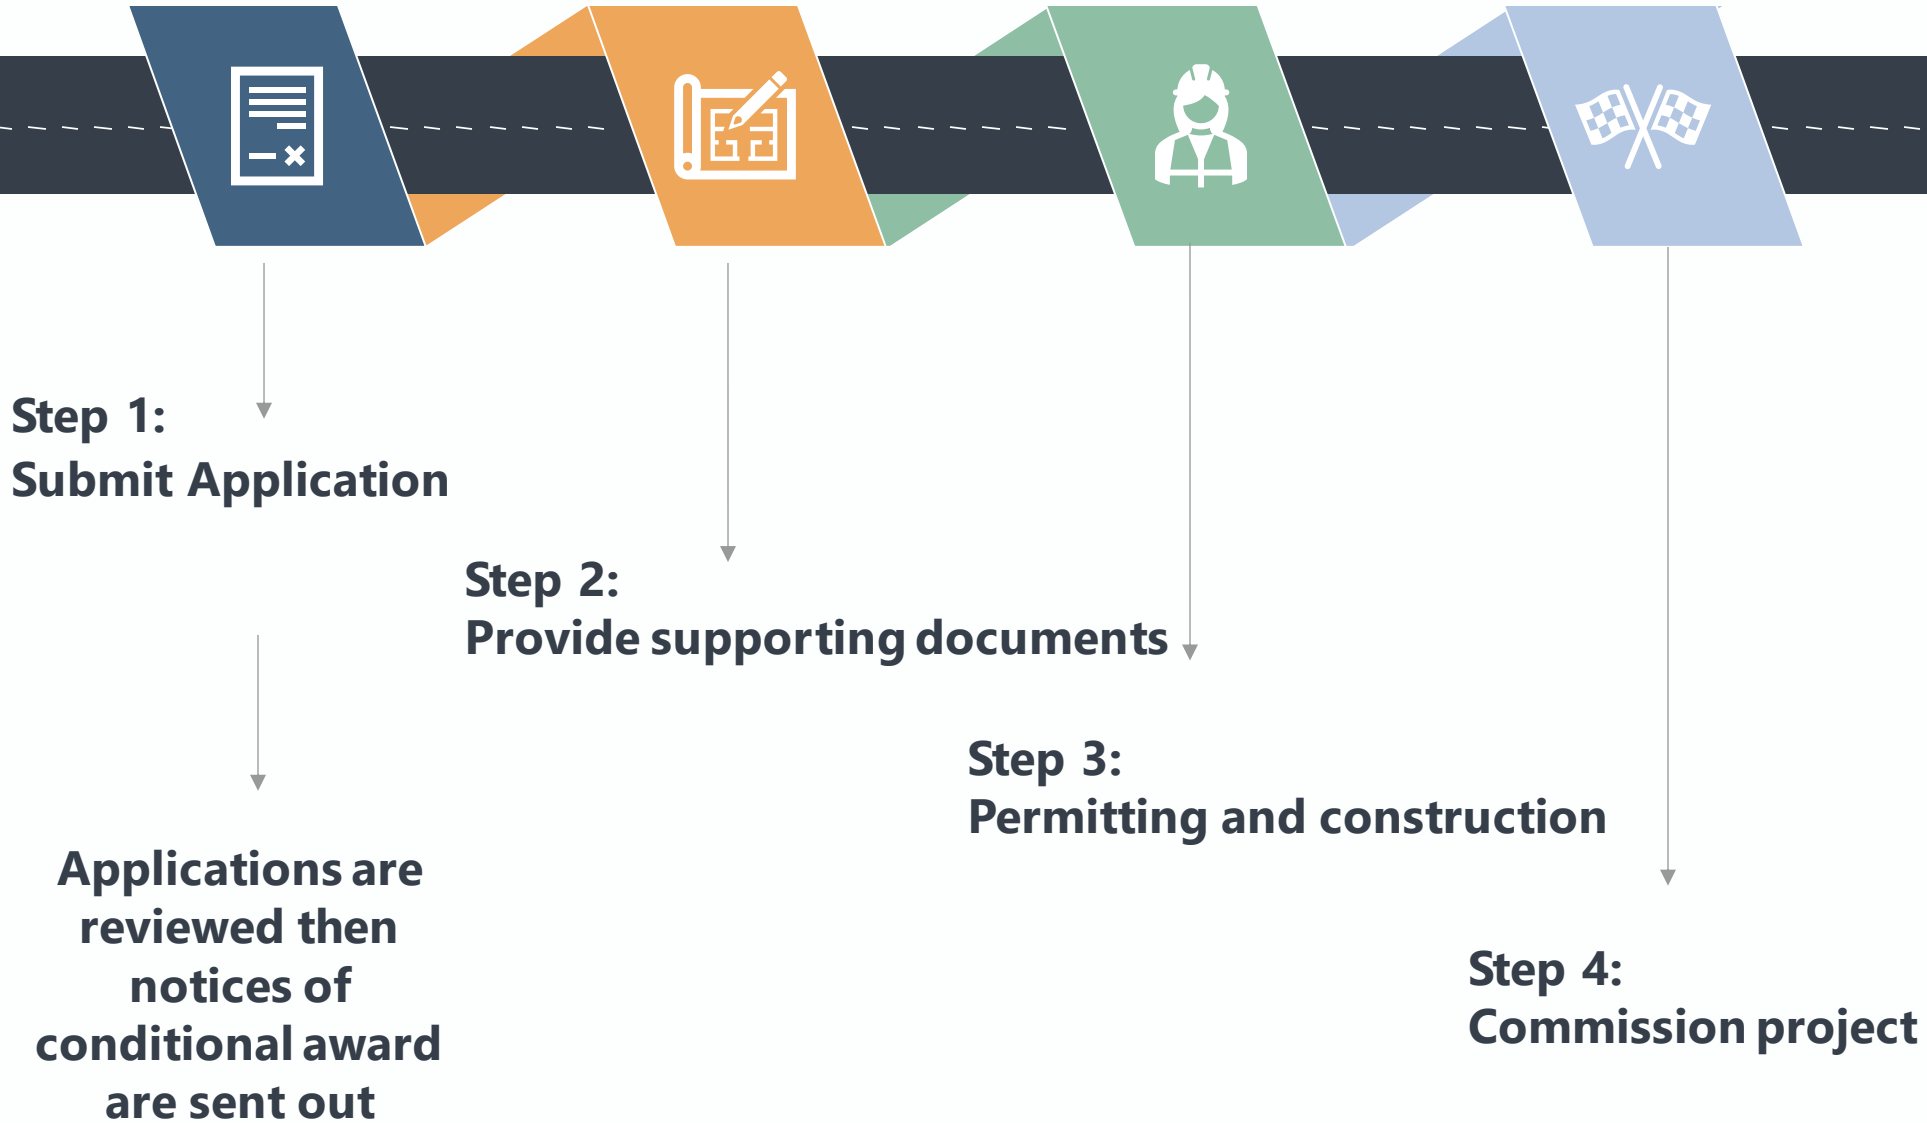 Step 1:
Submit Application
Applications are
reviewed then
notices of
conditional award
are sent out
Step 2:
Provide supporting documents
Step 3:
Permitting and construction
Step 4:
Commission project